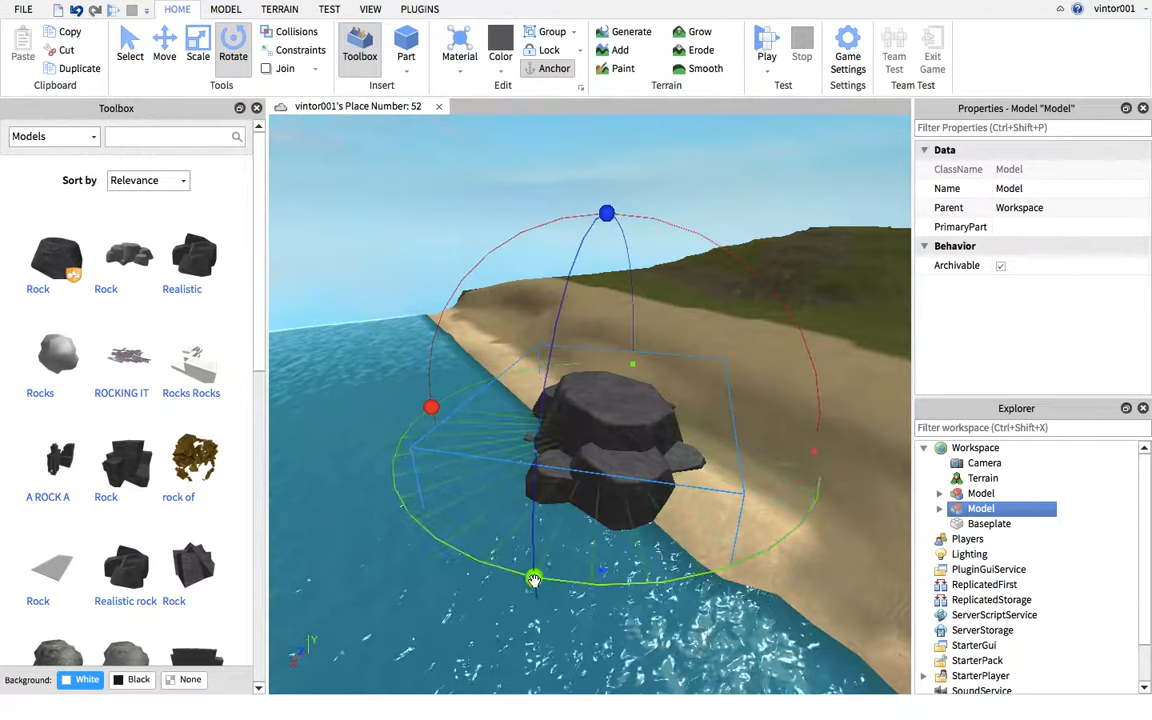 FILE HOME MODEL TERRAIN TEST VIEW PLUGINS vintor001
Paste Copy Cut Duplicate Clipboard
Select Move Scale Rotate Collisions Constraints Join Tools
Toolbox Part Insert
Material Color Group Lock Anchor Edit
Generate Add Paint Grow Erode Smooth Terrain
Play Stop Test
Game Settings Settings
Team Test Exit Game Team Test
Toolbox
Models
Sort by Relevance
Rock Rock Realistic
Rocks ROCKING IT Rocks Rocks
A ROCK A Rock rock of
Rock Realistic rock Rock
Background: White Black None
vintor001's Place Number: 52
Y
Z
X
Properties - Model "Model"
Filter Properties (Ctrl+Shift+P)
Data
ClassName Model
Name Model
Parent Workspace
PrimaryPart
Behavior
Archivable
Explorer
Filter workspace (Ctrl+Shift+X)
Workspace
Camera
Terrain
Model
Model
Baseplate
Players
Lighting
PluginGuiService
ReplicatedFirst
ReplicatedStorage
ServerScriptService
ServerStorage
StarterGui
StarterPack
StarterPlayer
SoundService